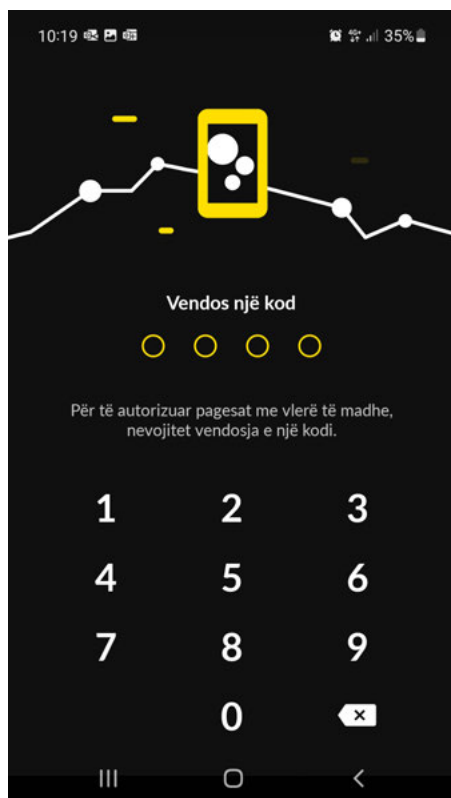 10:19 35%
Vendos një kod
Për të autorizuar pagesat me vlerë të madhe,
nevojitet vendosja e një kodi.
1 2 3
4 5 6
7 8 9
0